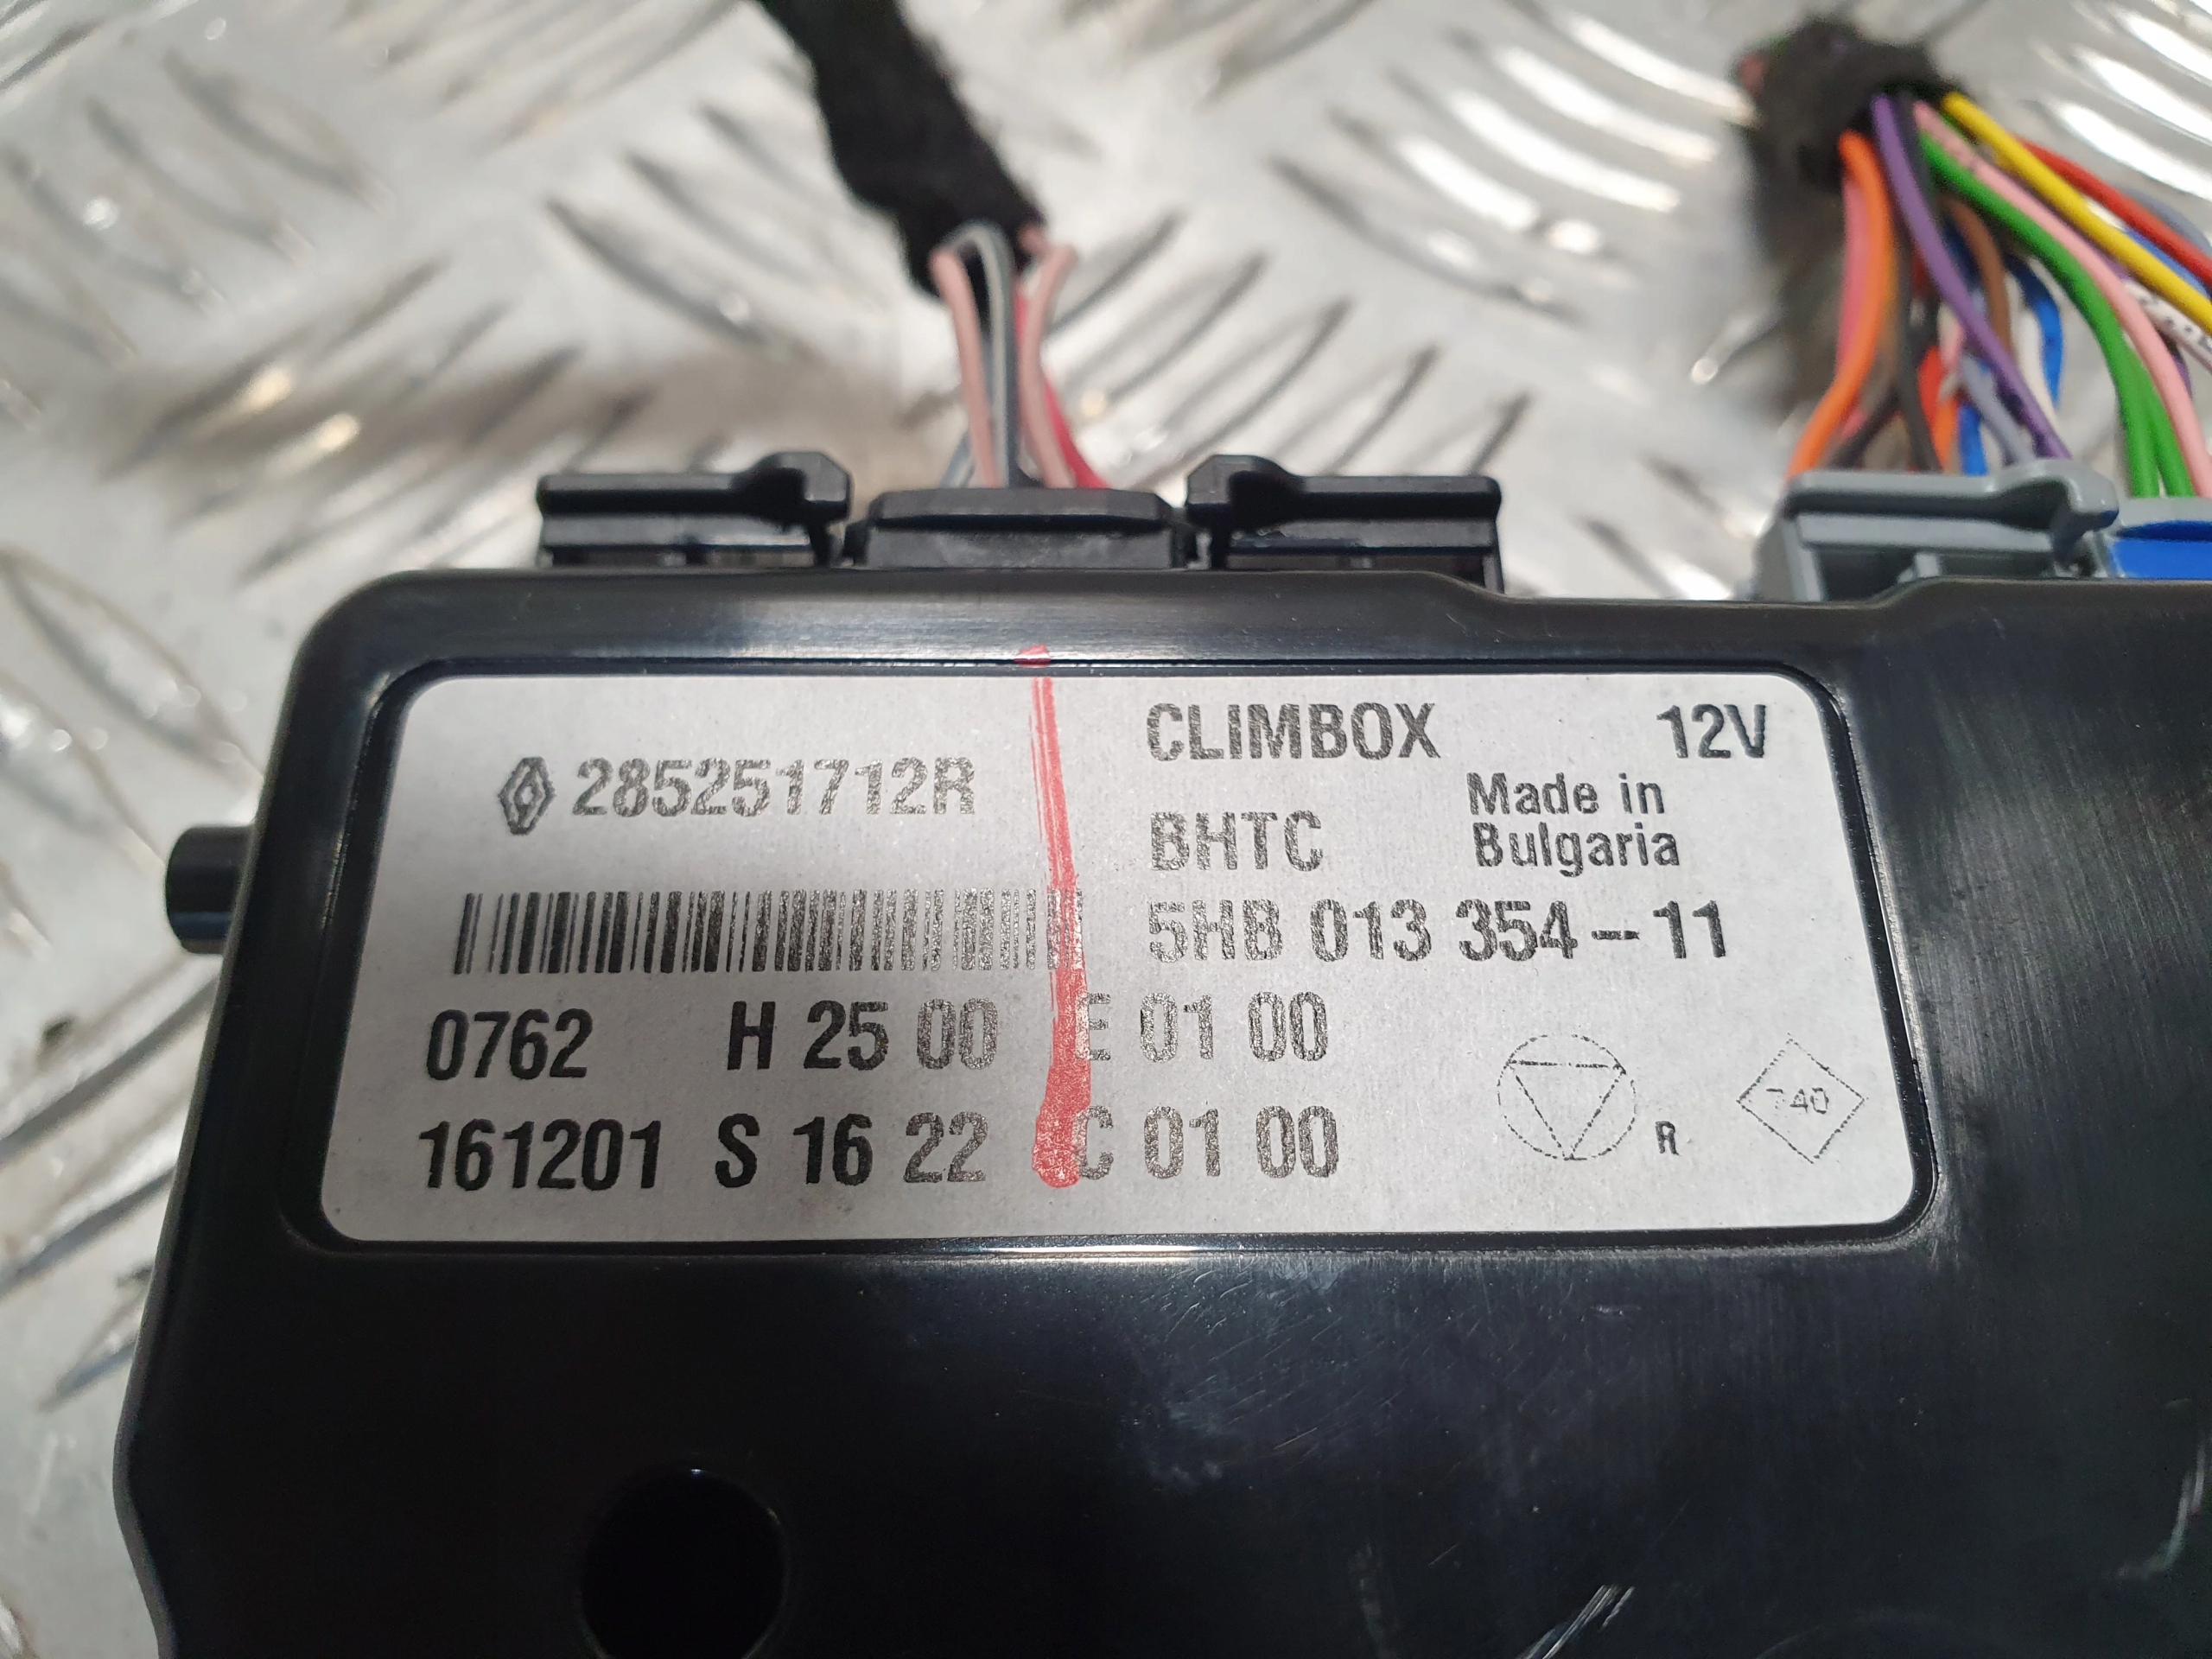 285251712R
CLIMBOX 12V
BHTC Made in
Bulgaria
5HB 013 354-11
0762 H 25 00 E 01 00
161201 S 16 22 C 01 00
R
740